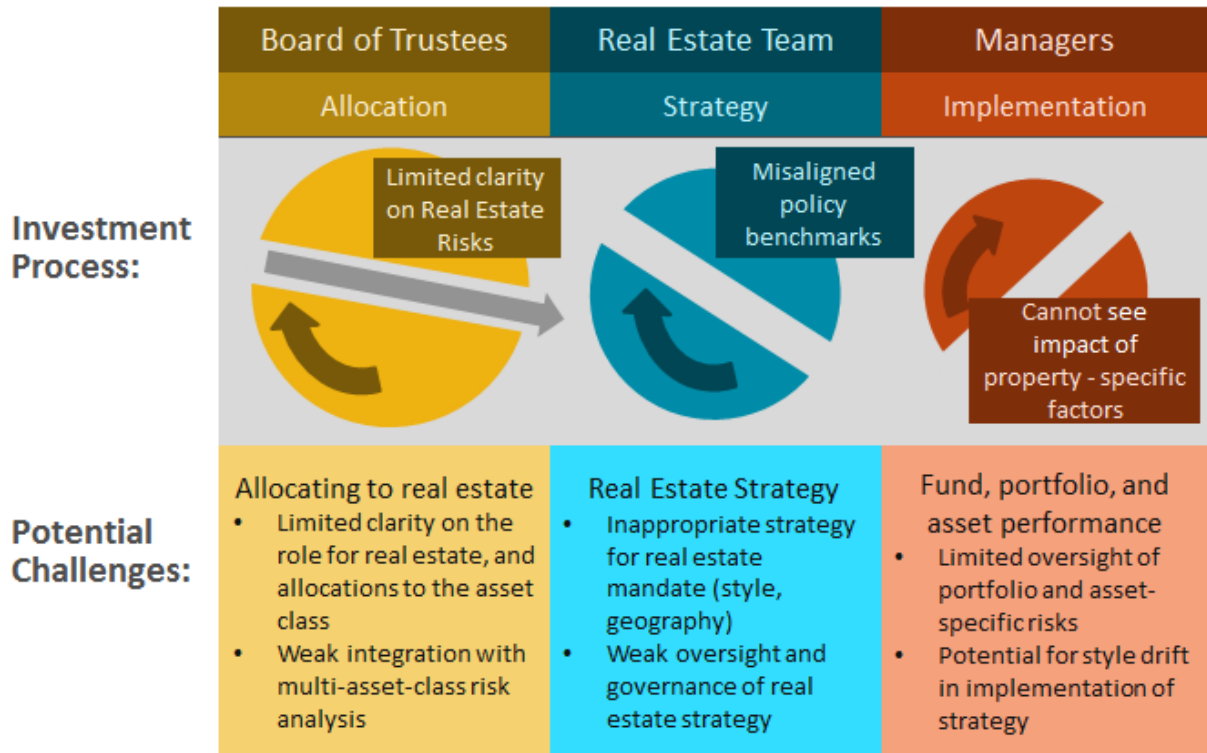 Board of Trustees
Real Estate Team
Managers
Allocation
Strategy
Implementation
Investment
Process:
Limited clarity
on Real Estate
Risks
Misaligned
policy
benchmarks
Cannot see
impact of
property - specific
factors
Potential
Challenges:
Allocating to real estate
• Limited clarity on the
role for real estate, and
allocations to the asset
class
• Weak integration with
multi-asset-class risk
analysis
Real Estate Strategy
• Inappropriate strategy
for real estate
mandate (style,
geography)
• Weak oversight and
governance of real
estate strategy
Fund, portfolio, and
asset performance
• Limited oversight of
portfolio and asset-
specific risks
• Potential for style drift
in implementation of
strategy